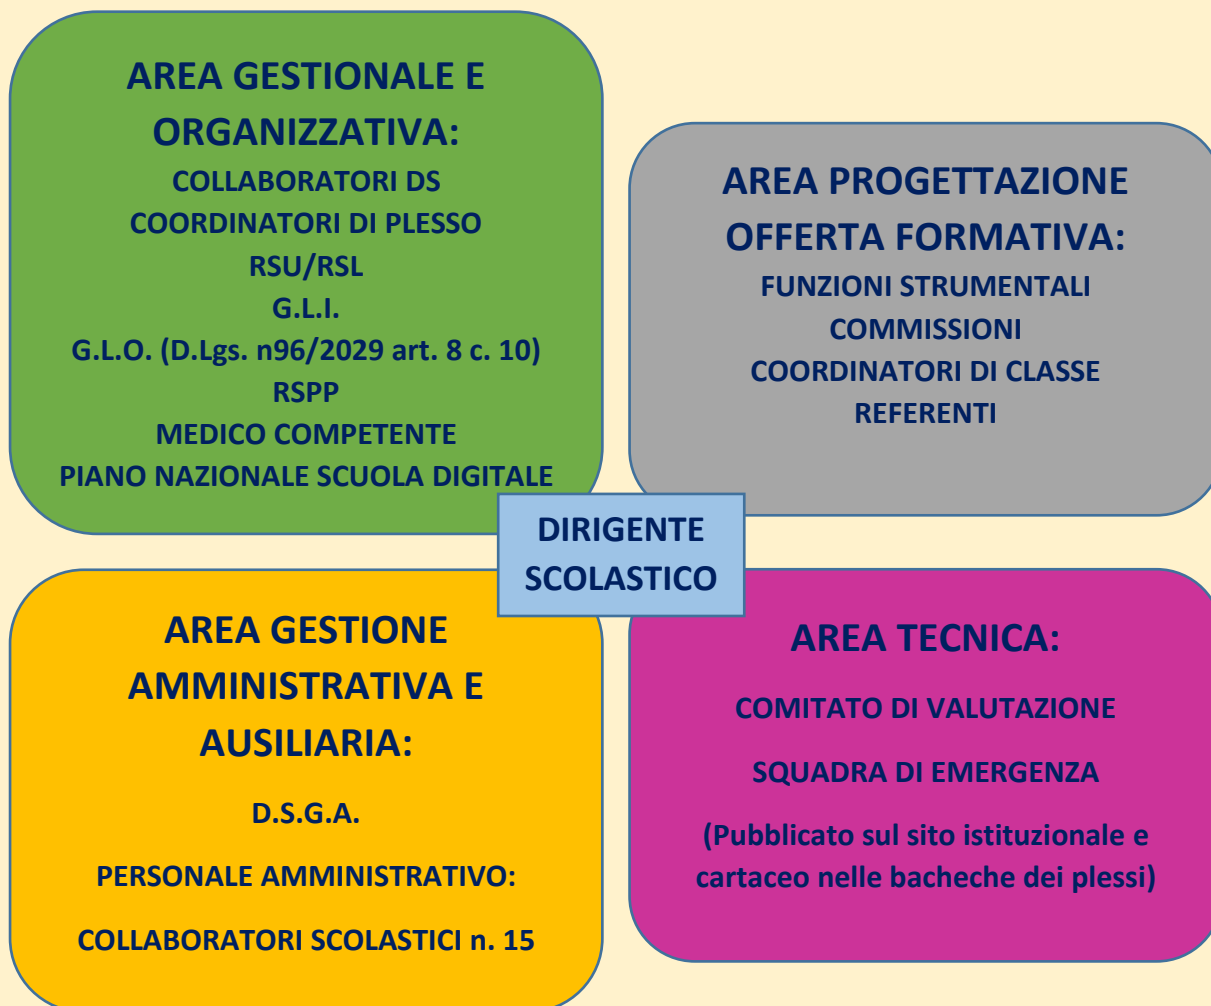 AREA GESTIONALE E
ORGANIZZATIVA:
COLLABORATORI DS
COORDINATORI DI PLESSO
RSU/RSL
G.L.I.
G.L.O. (D.Lgs. n96/2029 art. 8 c. 10)
RSPP
MEDICO COMPETENTE
PIANO NAZIONALE SCUOLA DIGITALE
AREA PROGETTAZIONE
OFFERTA FORMATIVA:
FUNZIONI STRUMENTALI
COMMISSIONI
COORDINATORI DI CLASSE
REFERENTI
DIRIGENTE
SCOLASTICO
AREA GESTIONE
AMMINISTRATIVA E
AUSILIARIA:
D.S.G.A.
PERSONALE AMMINISTRATIVO:
COLLABORATORI SCOLASTICI n. 15
AREA TECNICA:
COMITATO DI VALUTAZIONE
SQUADRA DI EMERGENZA
(Pubblicato sul sito istituzionale e
cartaceo nelle bacheche dei plessi)